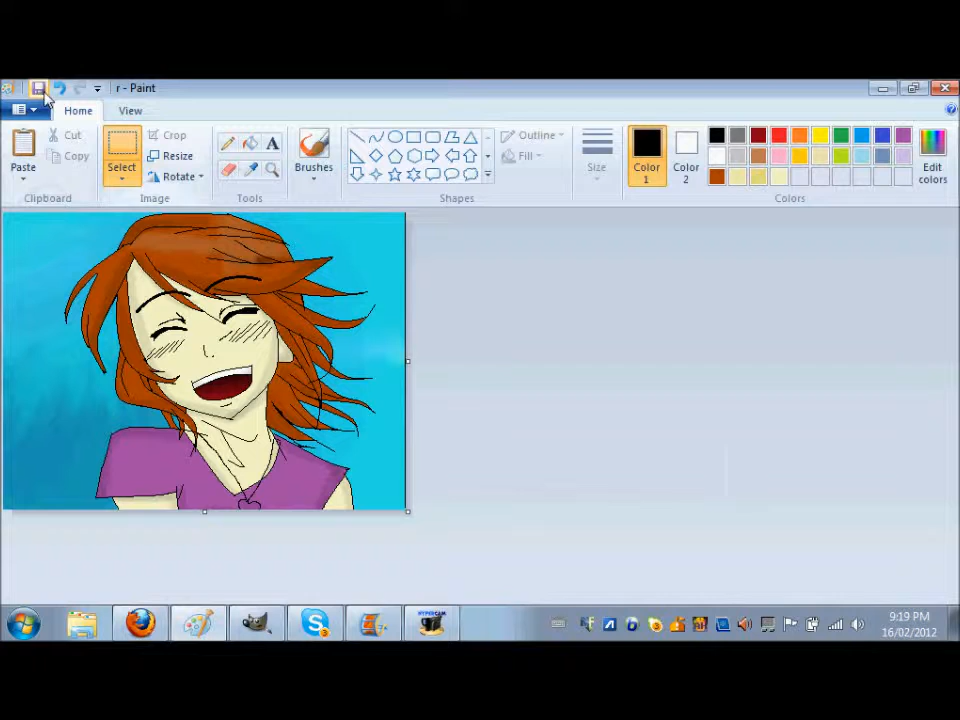 r - Paint
Home View
Paste
Cut
Copy
Clipboard
Select
Crop
Resize
Rotate
Image
Tools
Brushes
Shapes
Outline
Fill
Size
Color 1
Color 2
Edit colors
Colors
HYPERCAM
9:19 PM
16/02/2012